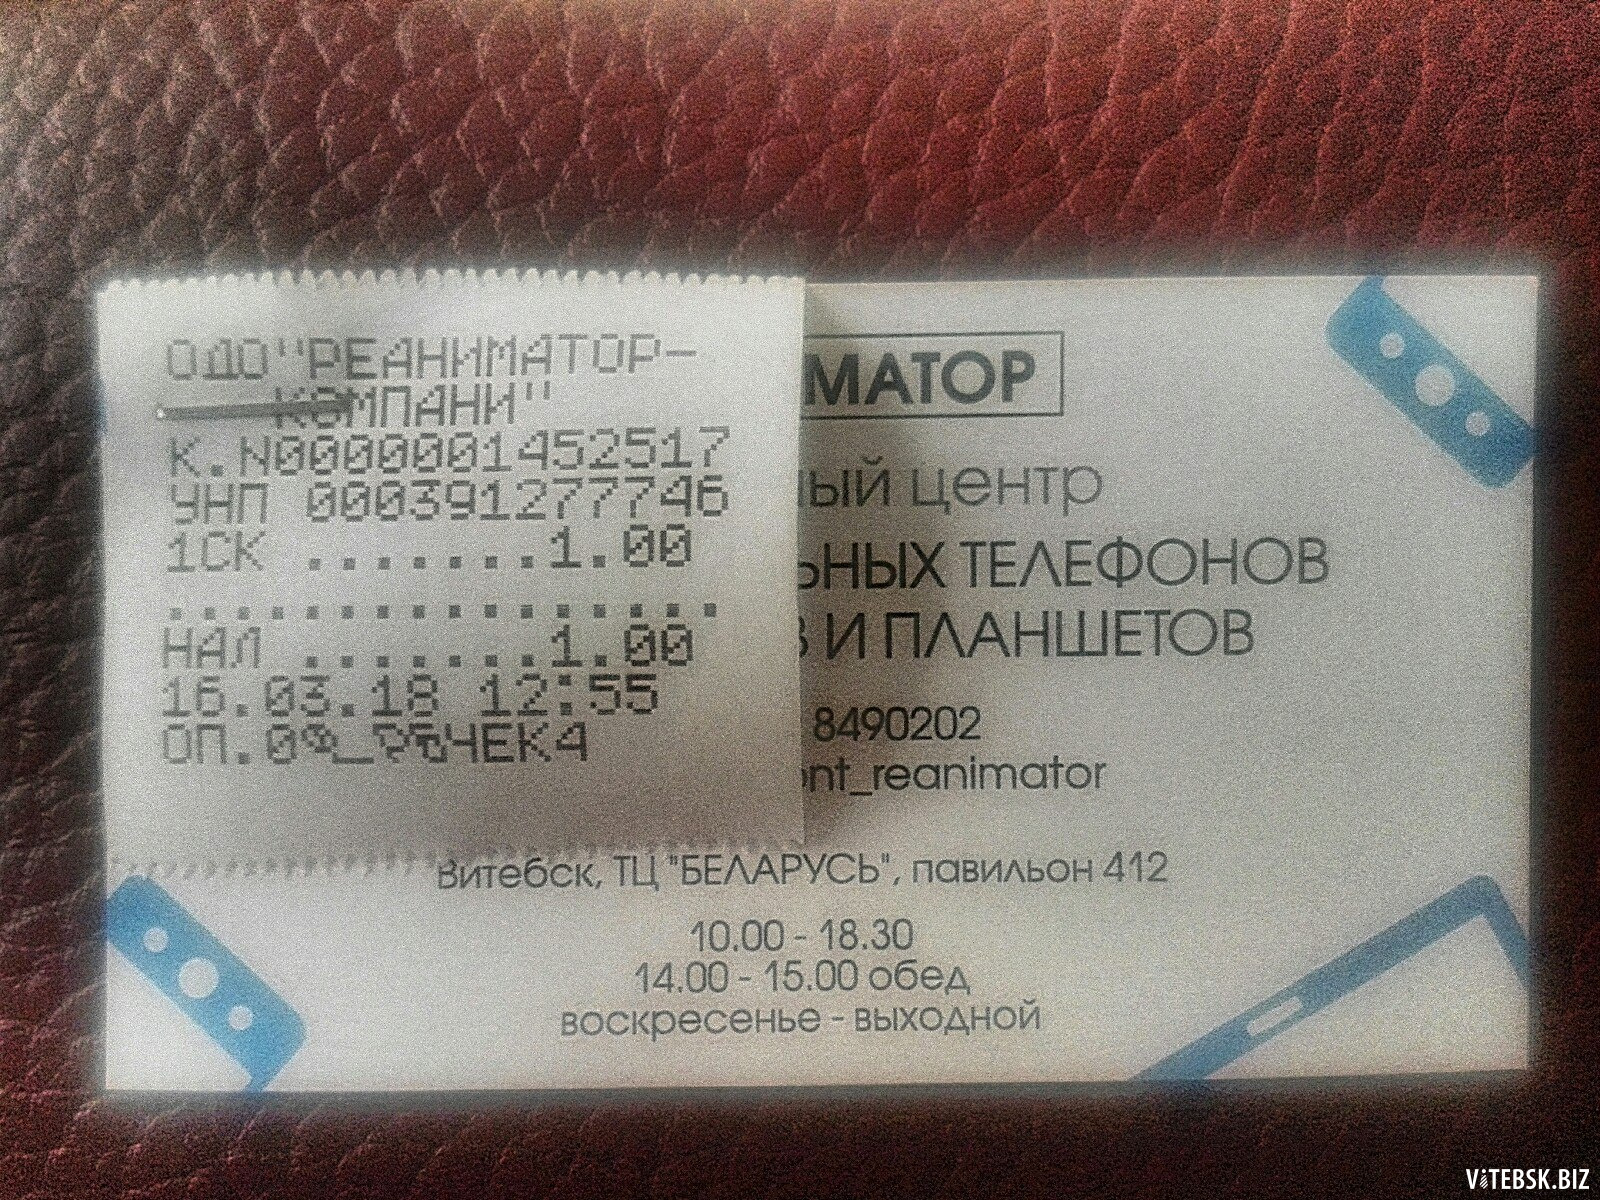 ОДО"РЕАНИМАТОР-
КОМПАНИ"
К.N0000001452517
УНП 000391277746
1СК .......1.00
................
НАЛ .......1.00
16.03.18 12:55
ЧЕК4
МАТОР
ый центр
ьных ТЕЛЕФОНОВ
В И ПЛАНШЕТОВ
8490202
ont_reanimator
Витебск, ТЦ "БЕЛАРУСЬ", павильон 412
10.00 - 18.30
14.00 - 15.00 обед
воскресенье - выходной
VITEBSK.BIZ